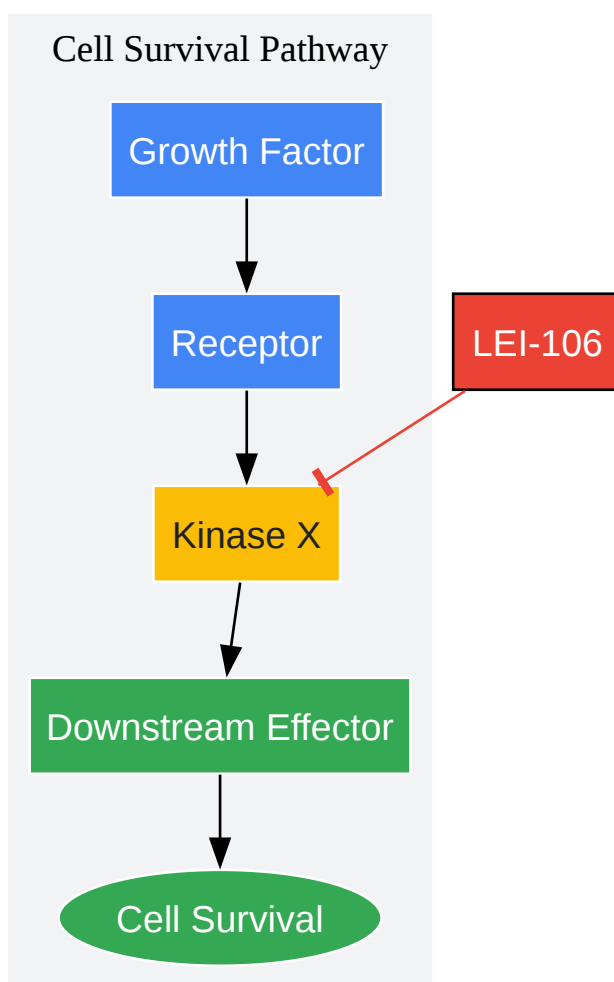 Cell Survival Pathway
Growth Factor
Receptor
LEI-106
Kinase X
Downstream Effector
Cell Survival